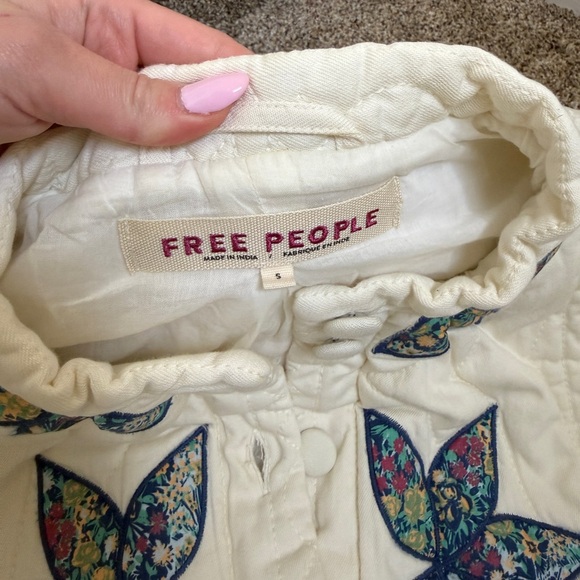 FREE PEOPLE
MADE IN INDIA / FABRIQUÉ EN INDE
S